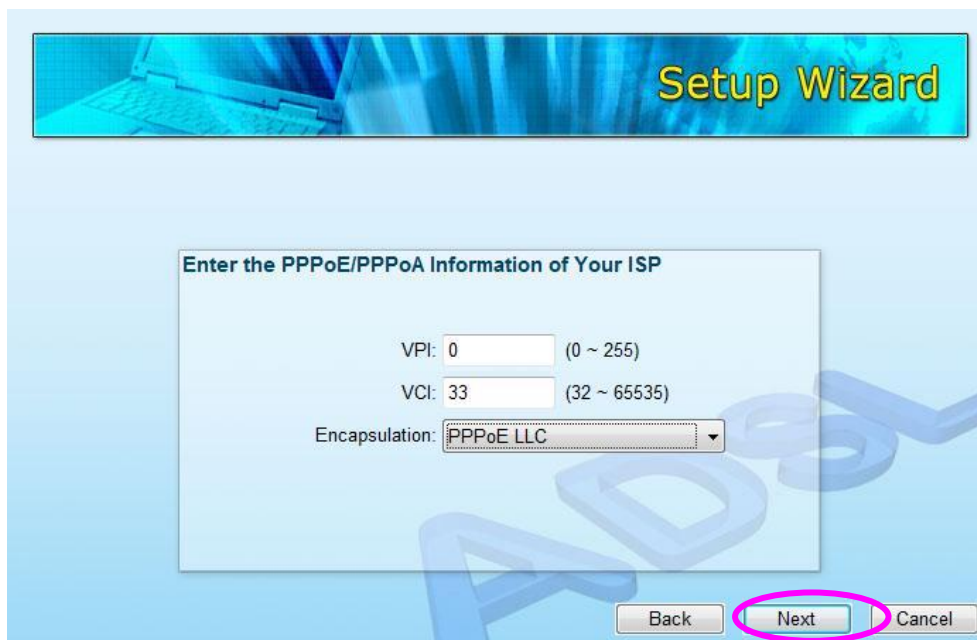 Setup Wizard
Enter the PPPoE/PPPoA Information of Your ISP
VPI: 0 (0 ~ 255)
VCI: 33 (32 ~ 65535)
Encapsulation: PPPoE LLC
ADSL
Back Next Cancel